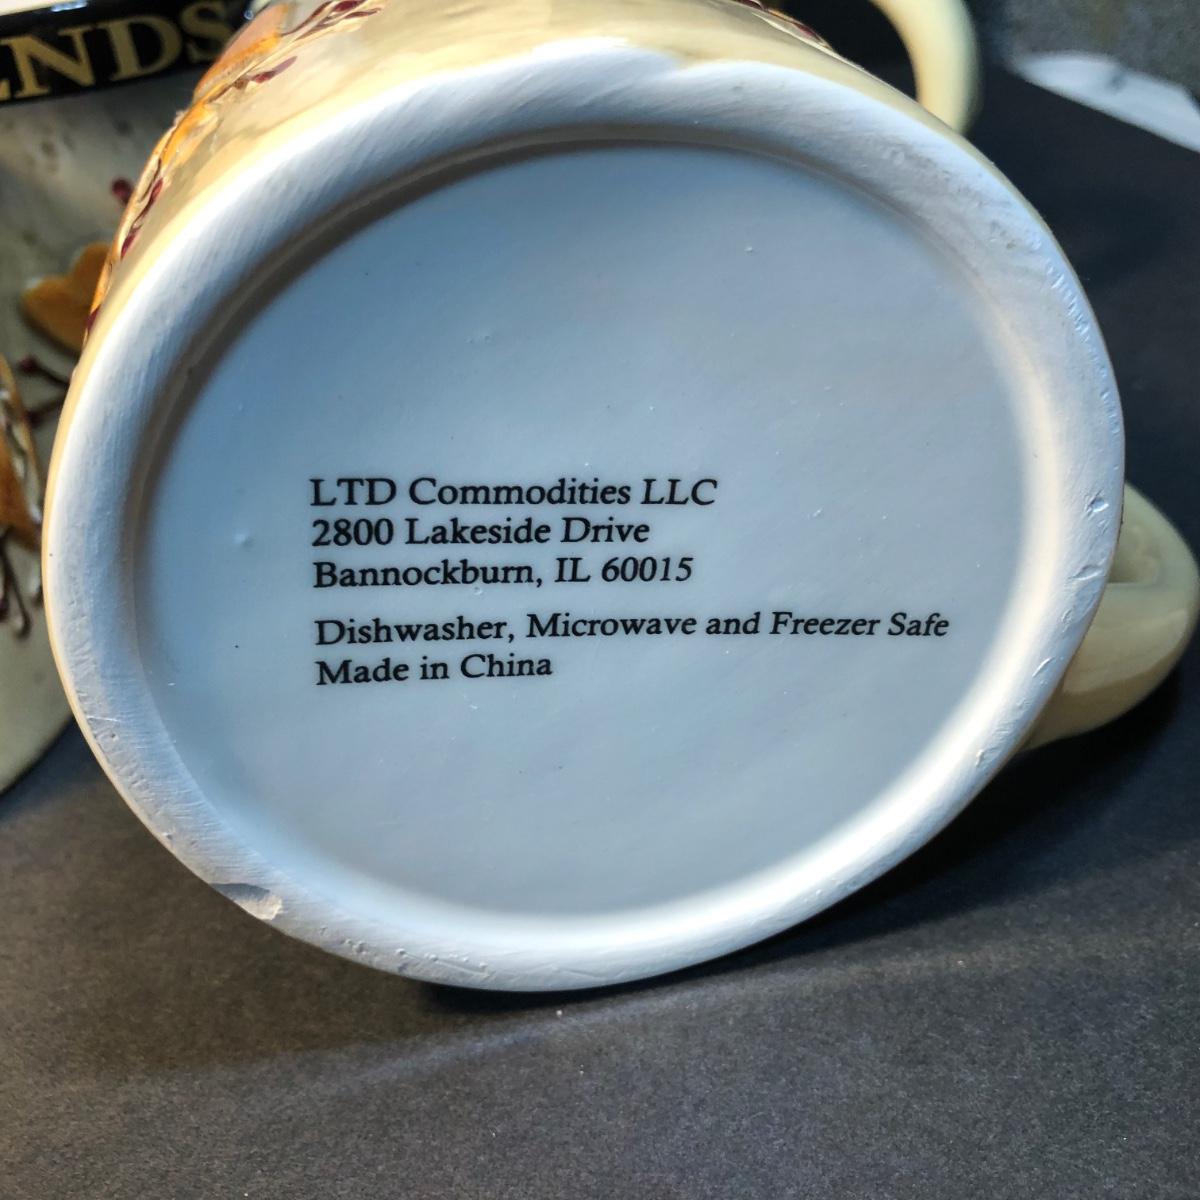 LTD Commodities LLC
2800 Lakeside Drive
Bannockburn, IL 60015
Dishwasher, Microwave and Freezer Safe
Made in China